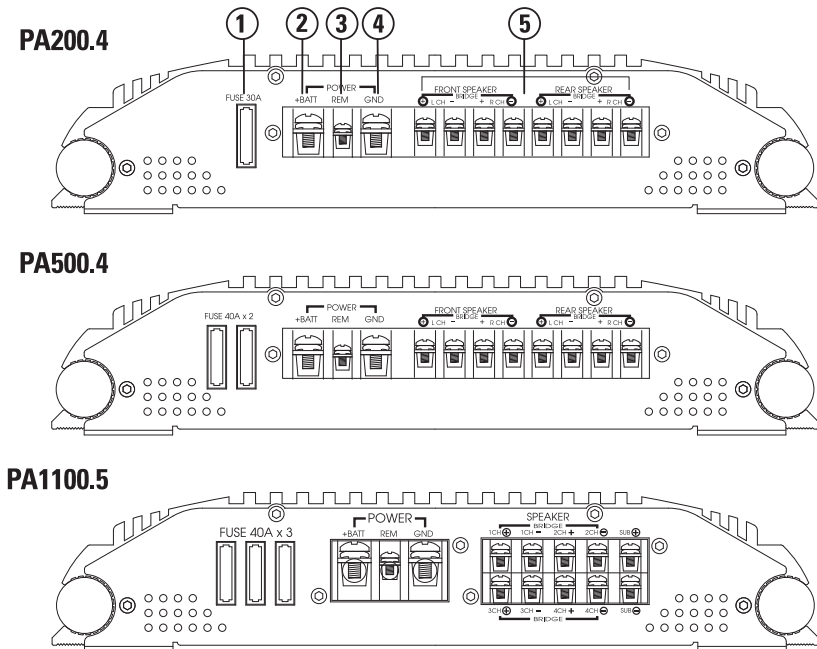 1 2 3 4 5
PA200.4
FUSE 30A
POWER
+BATT REM GND
FRONT SPEAKER
BRIDGE
+ L CH - + R CH -
REAR SPEAKER
BRIDGE
+ L CH - + R CH -
PA500.4
FUSE 40A x 2
POWER
+BATT REM GND
FRONT SPEAKER
BRIDGE
+ L CH - + R CH -
REAR SPEAKER
BRIDGE
+ L CH - + R CH -
PA1100.5
FUSE 40A x 3
POWER
+BATT REM GND
SPEAKER
BRIDGE
1CH + 1CH - 2CH + 2CH - SUB +
3CH + 3CH - 4CH + 4CH - SUB -
BRIDGE